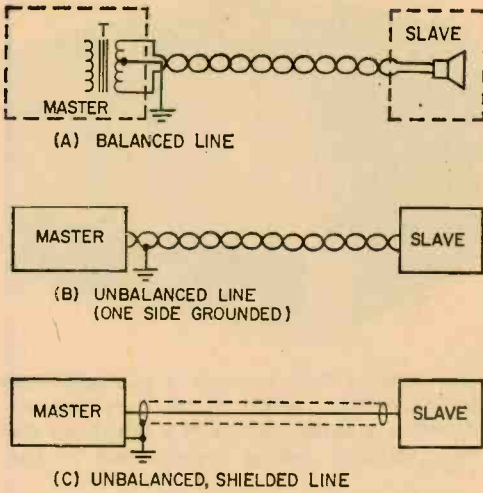 T
SLAVE
MASTER
(A) BALANCED LINE
MASTER
SLAVE
(B) UNBALANCED LINE
(ONE SIDE GROUNDED)
MASTER
SLAVE
(C) UNBALANCED, SHIELDED LINE